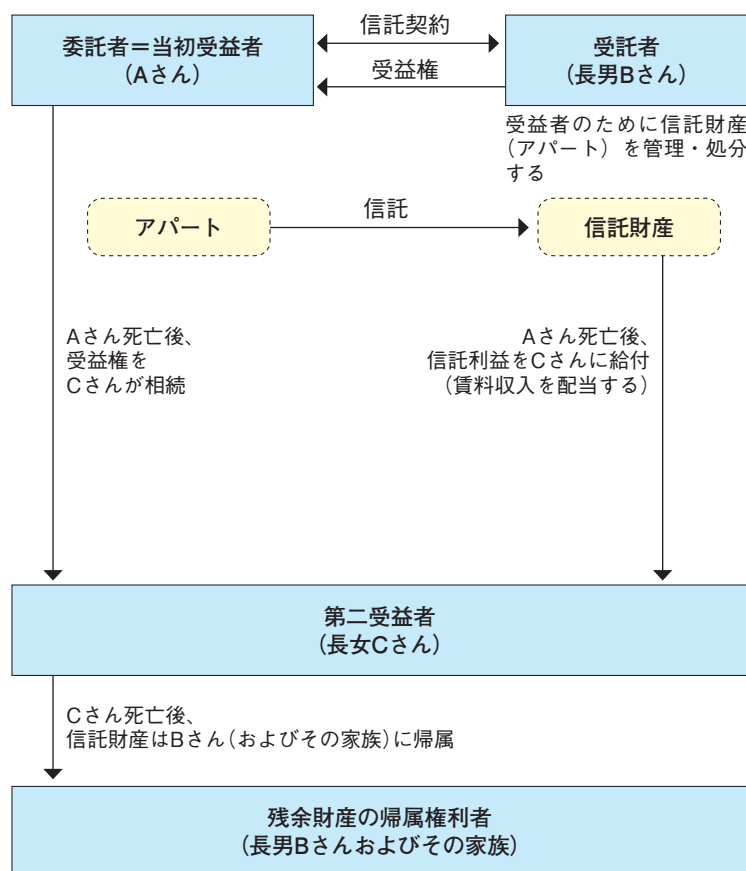 委託者＝当初受益者
（Aさん）
信託契約
受益権
受託者
（長男Bさん）
受益者のために信託財産
（アパート）を管理・処分
する
アパート
信託
信託財産
Aさん死亡後、
受益権を
Cさんが相続
Aさん死亡後、
信託利益をCさんに給付
（賃料収入を配当する）
第二受益者
（長女Cさん）
Cさん死亡後、
信託財産はBさん（およびその家族）に帰属
残余財産の帰属権利者
（長男Bさんおよびその家族）